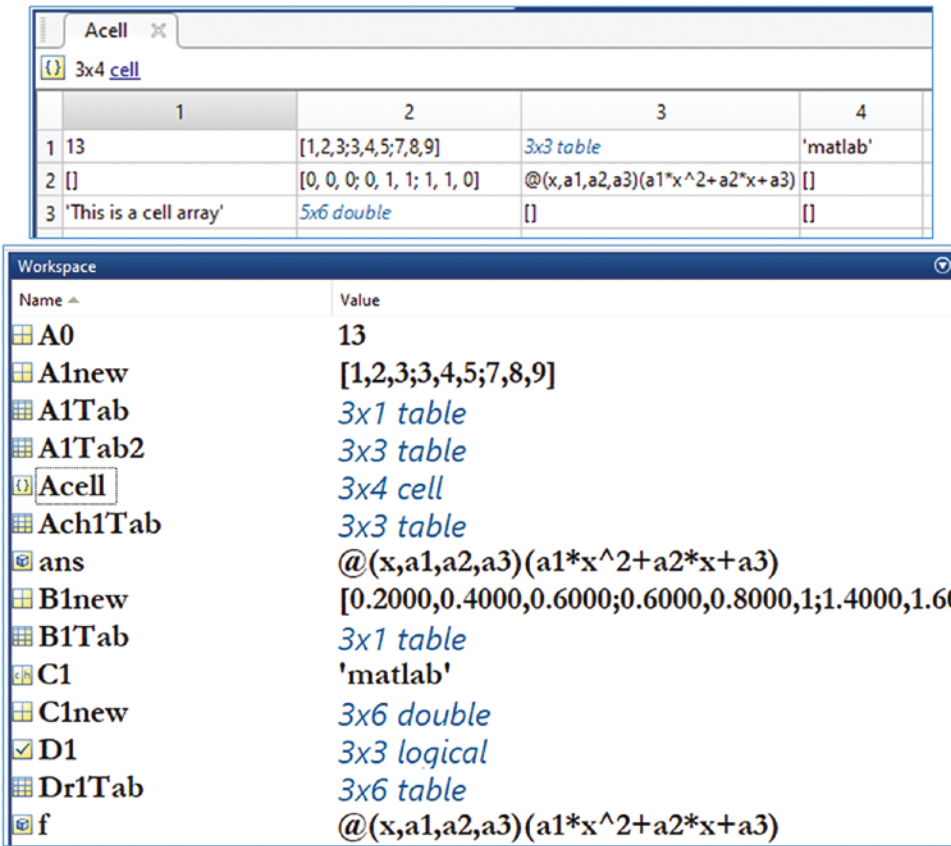 Acell
{} 3x4 cell
1 2 3 4
1 13 [1,2,3;3,4,5;7,8,9] 3x3 table 'matlab'
2 [] [0, 0, 0; 0, 1, 1; 1, 1, 0] @(x,a1,a2,a3)(a1*x^2+a2*x+a3) []
3 'This is a cell array' 5x6 double [] []
Workspace
Name Value
A0 13
A1new [1,2,3;3,4,5;7,8,9]
A1Tab 3x1 table
A1Tab2 3x3 table
{} Acell 3x4 cell
Ach1Tab 3x3 table
ans @(x,a1,a2,a3)(a1*x^2+a2*x+a3)
B1new [0.2000,0.4000,0.6000;0.6000,0.8000,1;1.4000,1.60
B1Tab 3x1 table
ch C1 'matlab'
C1new 3x6 double
D1 3x3 logical
Dr1Tab 3x6 table
f @(x,a1,a2,a3)(a1*x^2+a2*x+a3)